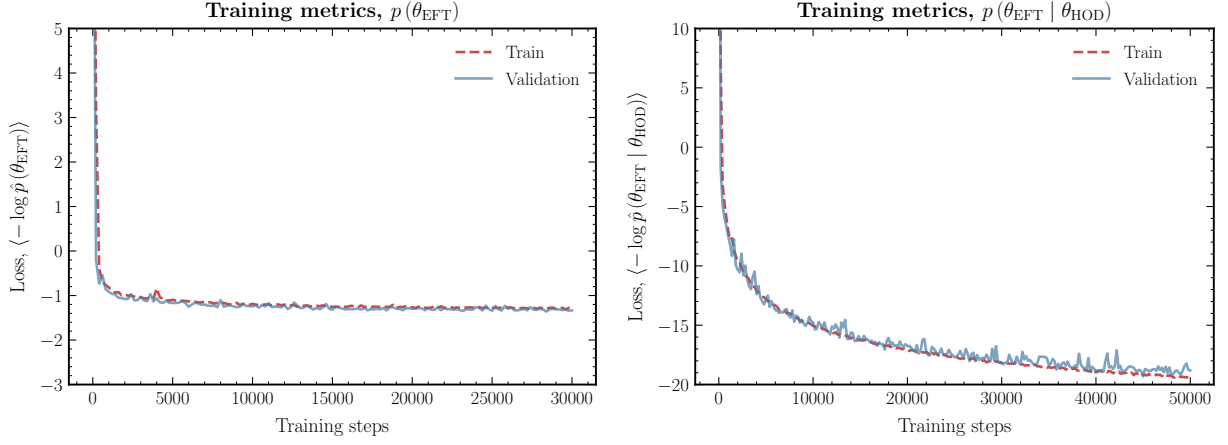 Training metrics, p (θ_EFT)
5
4
3
2
1
0
−1
−2
−3
Loss, ⟨− log p̂ (θ_EFT)⟩
Train
Validation
0 5000 10000 15000 20000 25000 30000
Training steps
Training metrics, p (θ_EFT | θ_HOD)
10
5
0
−5
−10
−15
−20
Loss, ⟨− log p̂ (θ_EFT | θ_HOD)⟩
Train
Validation
0 10000 20000 30000 40000 50000
Training steps